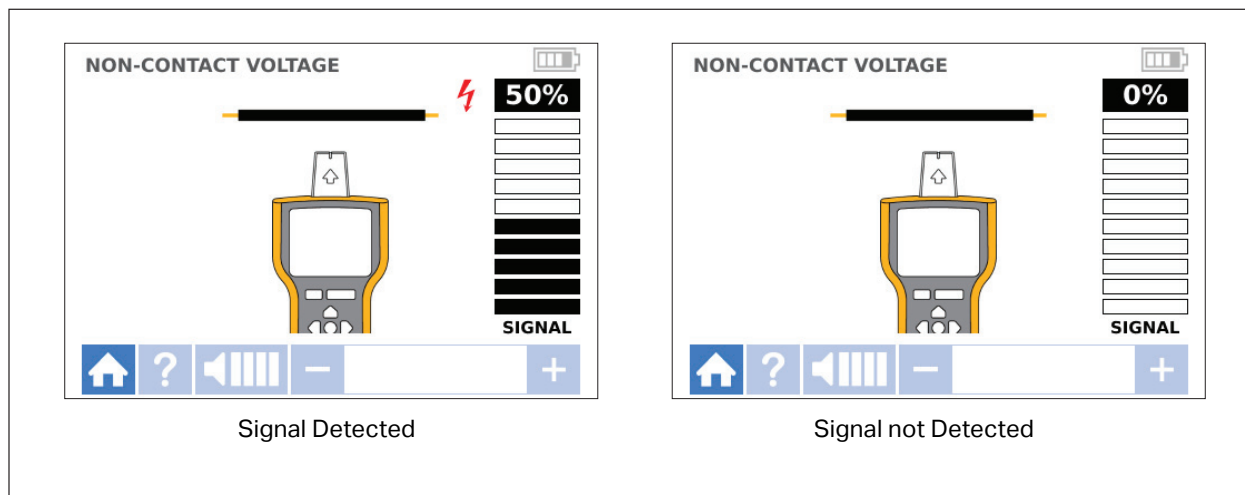 NON-CONTACT VOLTAGE
50%
SIGNAL
?
−
+
Signal Detected
NON-CONTACT VOLTAGE
0%
SIGNAL
?
−
+
Signal not Detected